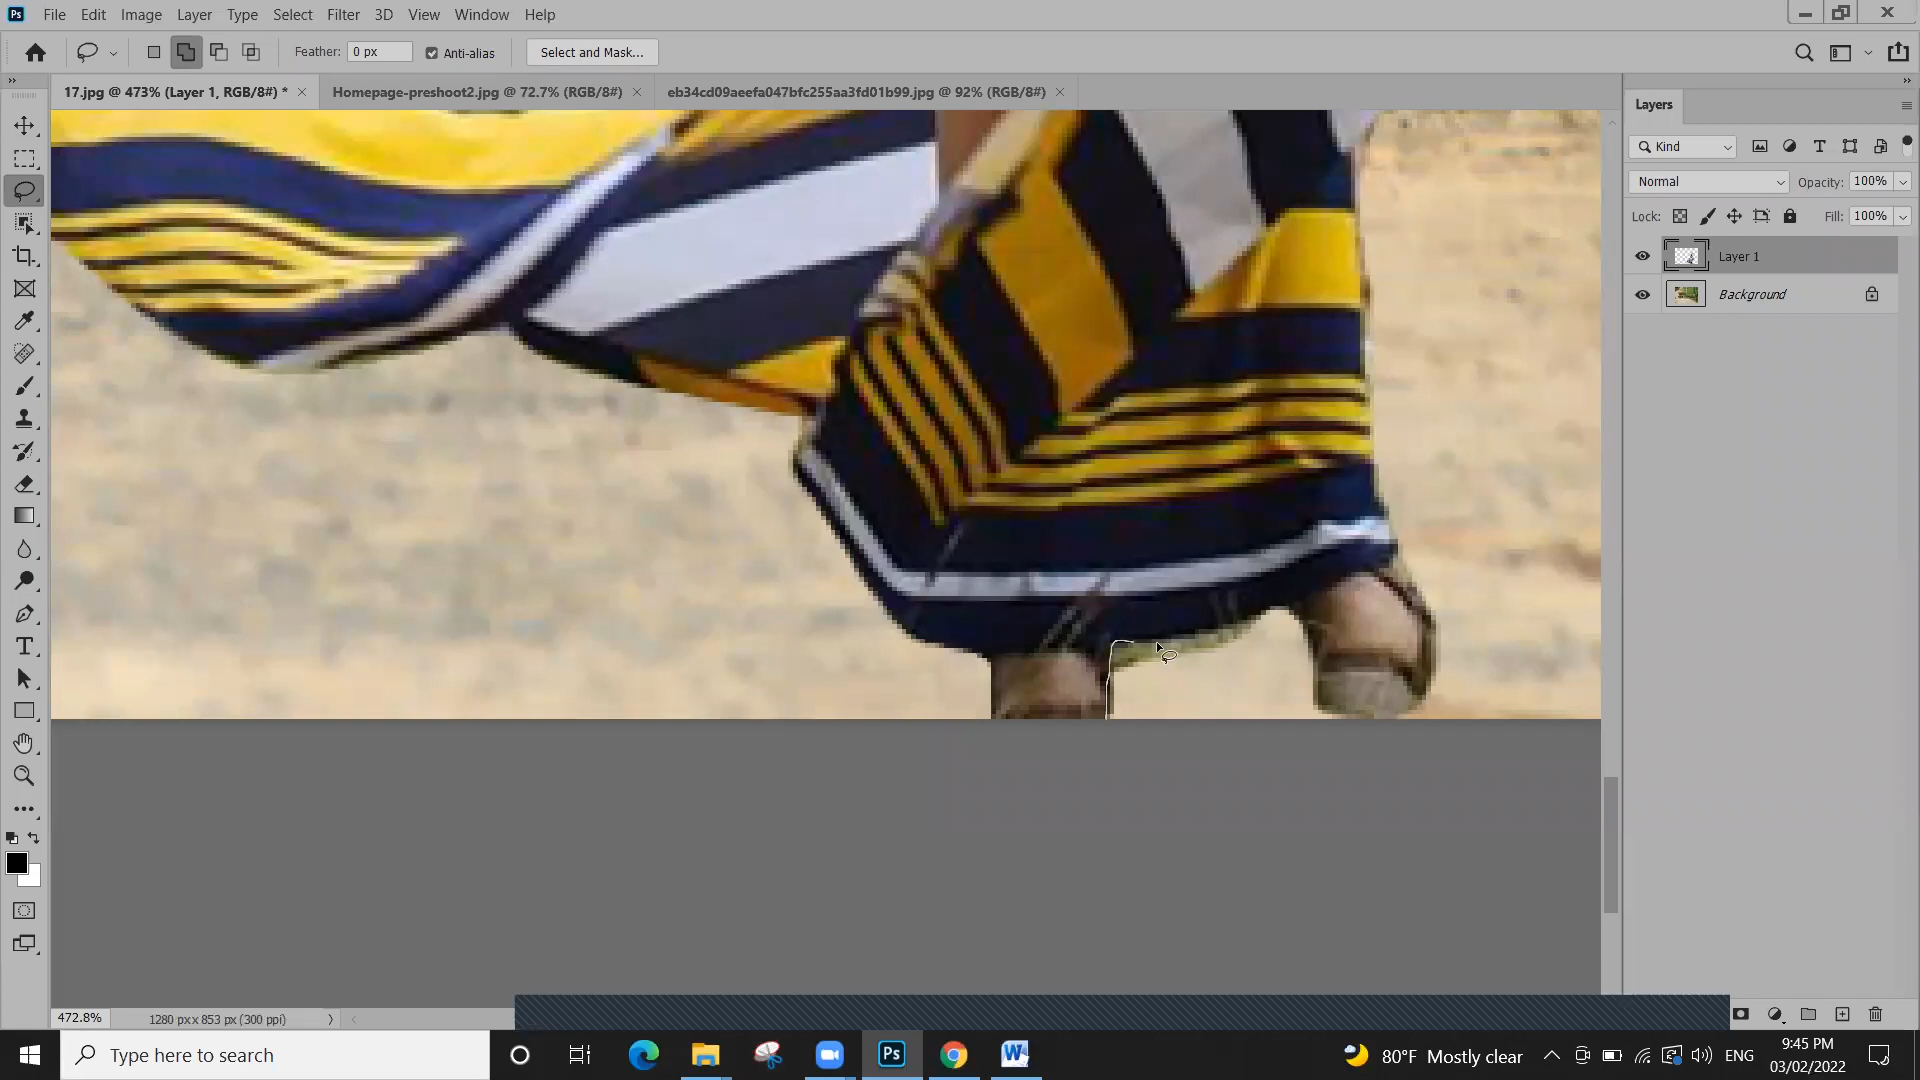 Ps File Edit Image Layer Type Select Filter 3D View Window Help
Feather: 0 px Anti-alias Select and Mask...
17.jpg @ 473% (Layer 1, RGB/8#) * Homepage-preshoot2.jpg @ 72.7% (RGB/8#) eb34cd09aeefa047bfc255aa3fd01b99.jpg @ 92% (RGB/8#)
Layers
Kind
Normal Opacity: 100%
Lock: Fill: 100%
Layer 1
Background
472.8% 1280 px x 853 px (300 ppi)
Type here to search
Ps
W
80°F Mostly clear
ENG
9:45 PM
03/02/2022